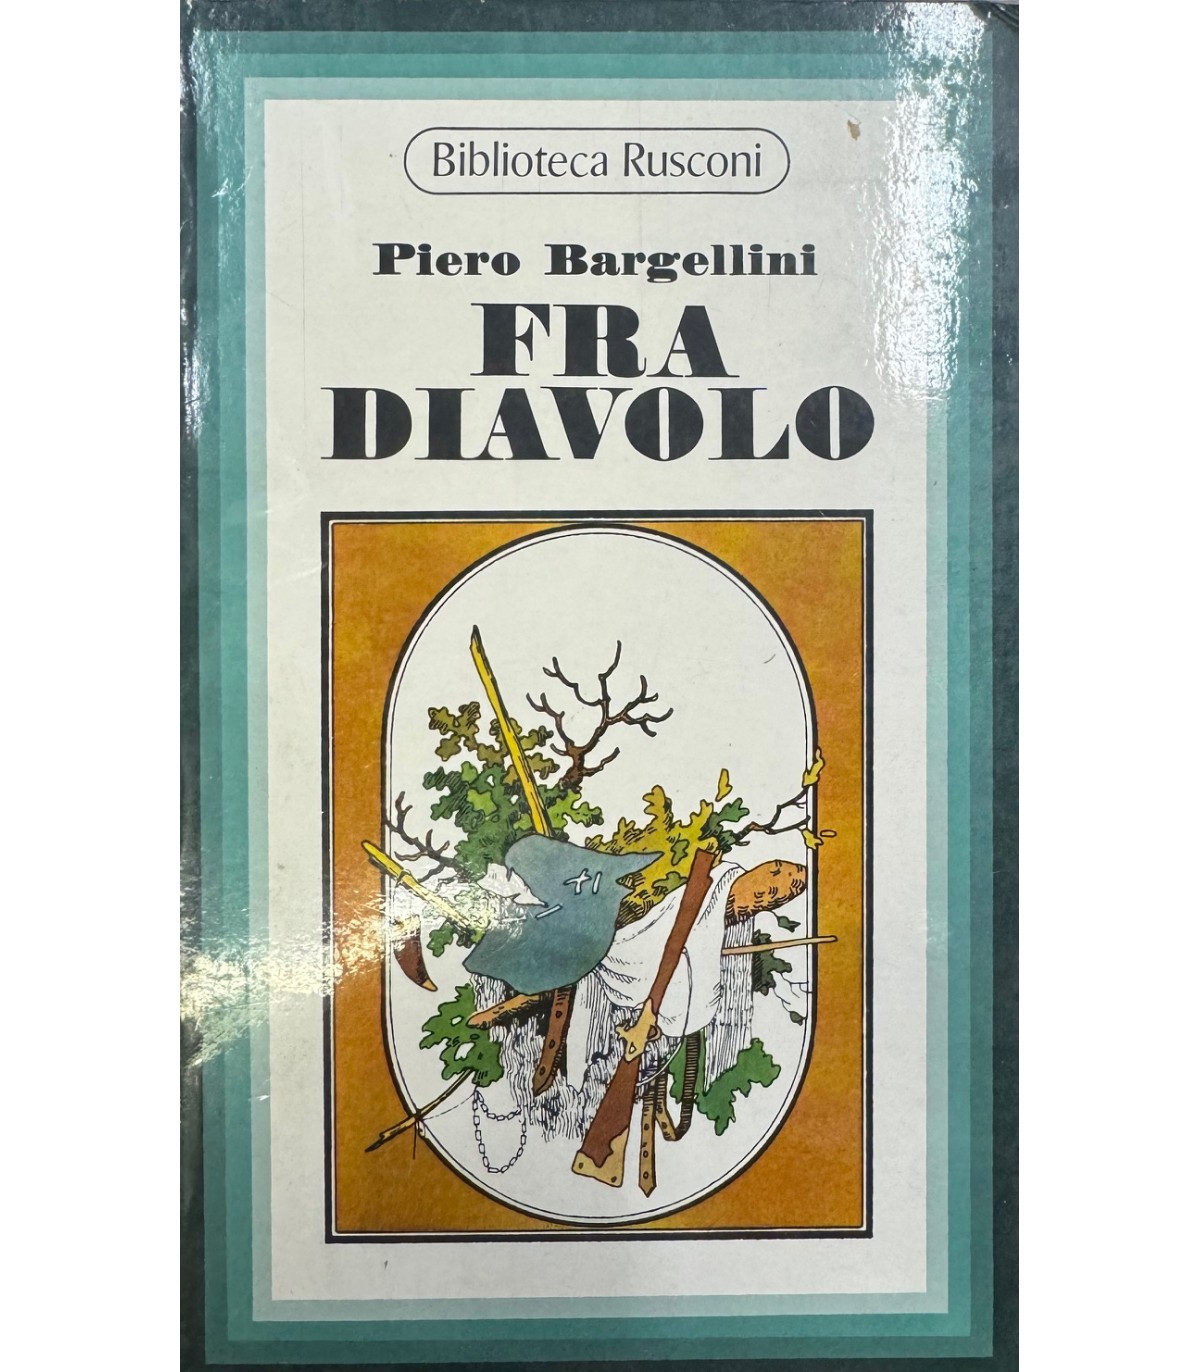 Biblioteca Rusconi
Piero Bargellini
FRA
DIAVOLO